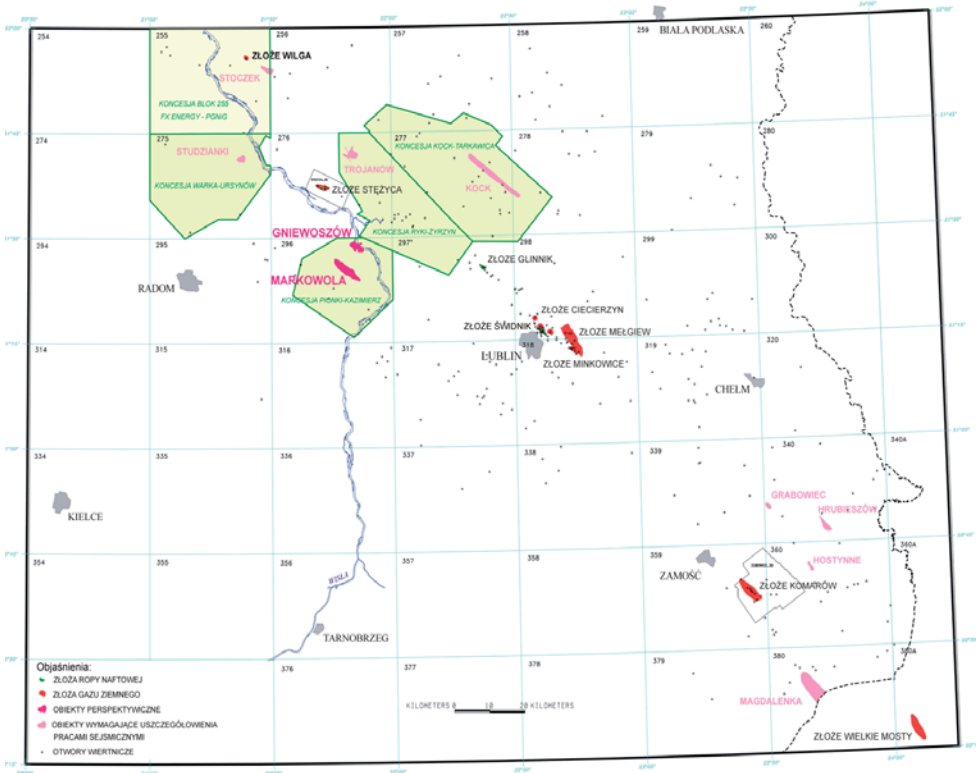 254
255
256
257
258
259
260
BIAŁA PODLASKA
ZŁOŻE WILGA
STOCZEK
KONCESJA BLOK 255
FX ENERGY - PGNiG
274
275
276
277
278
279
280
STUDZIANKI
KONCESJA WARKA-URSYNÓW
TROJANÓW
KONCESJA KOCK-TARKAWICA
KOCK
ZŁOŻE STĘŻYCA
KONCESJA RYKI-ŻYRZYN
GNIEWOSZÓW
294
295
296
297
298
299
300
MARKOWOLA
KONCESJA PIONKI-KAZIMIERZ
RADOM
ZŁOŻE GLINNIK
ZŁOŻE CIECIERZYN
ZŁOŻE ŚWIDNIK
ZŁOŻE MEŁGIEW
LUBLIN
ZŁOŻE MINKOWICE
314
315
316
317
318
319
320
CHEŁM
334
335
336
337
338
339
340
340A
KIELCE
GRABOWIEC
HRUBIESZÓW
354
355
356
357
358
359
360
360A
ZAMOŚĆ
HOSTYNNE
ZŁOŻE KOMARÓW
WISŁA
TARNOBRZEG
376
377
378
379
380
380A
MAGDALENKA
ZŁOŻE WIELKIE MOSTY
KILOMETERS 0 10 20 KILOMETERS
Objaśnienia:
ZŁOŻA ROPY NAFTOWEJ
ZŁOŻA GAZU ZIEMNEGO
OBIEKTY PERSPEKTYWICZNE
OBIEKTY WYMAGAJĄCE USZCZEGÓŁOWIENIA
PRACAMI SEJSMICZNYMI
OTWORY WIERTNICZE